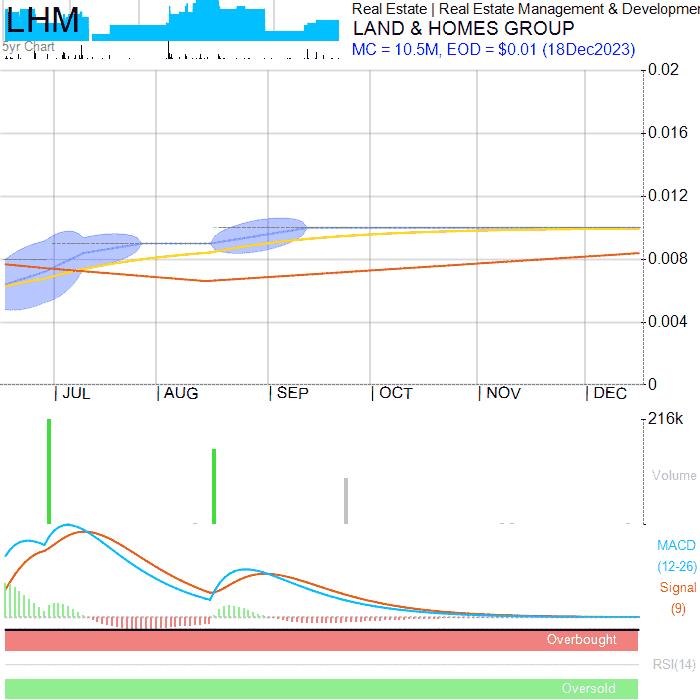 LHM
5yr Chart
Real Estate | Real Estate Management & Developmen
LAND & HOMES GROUP
MC = 10.5M, EOD = $0.01 (18Dec2023)
0.02
0.016
0.012
0.008
0.004
0
JUL AUG SEP OCT NOV DEC
216k
Volume
MACD
(12-26)
Signal
(9)
Overbought
RSI(14)
Oversold